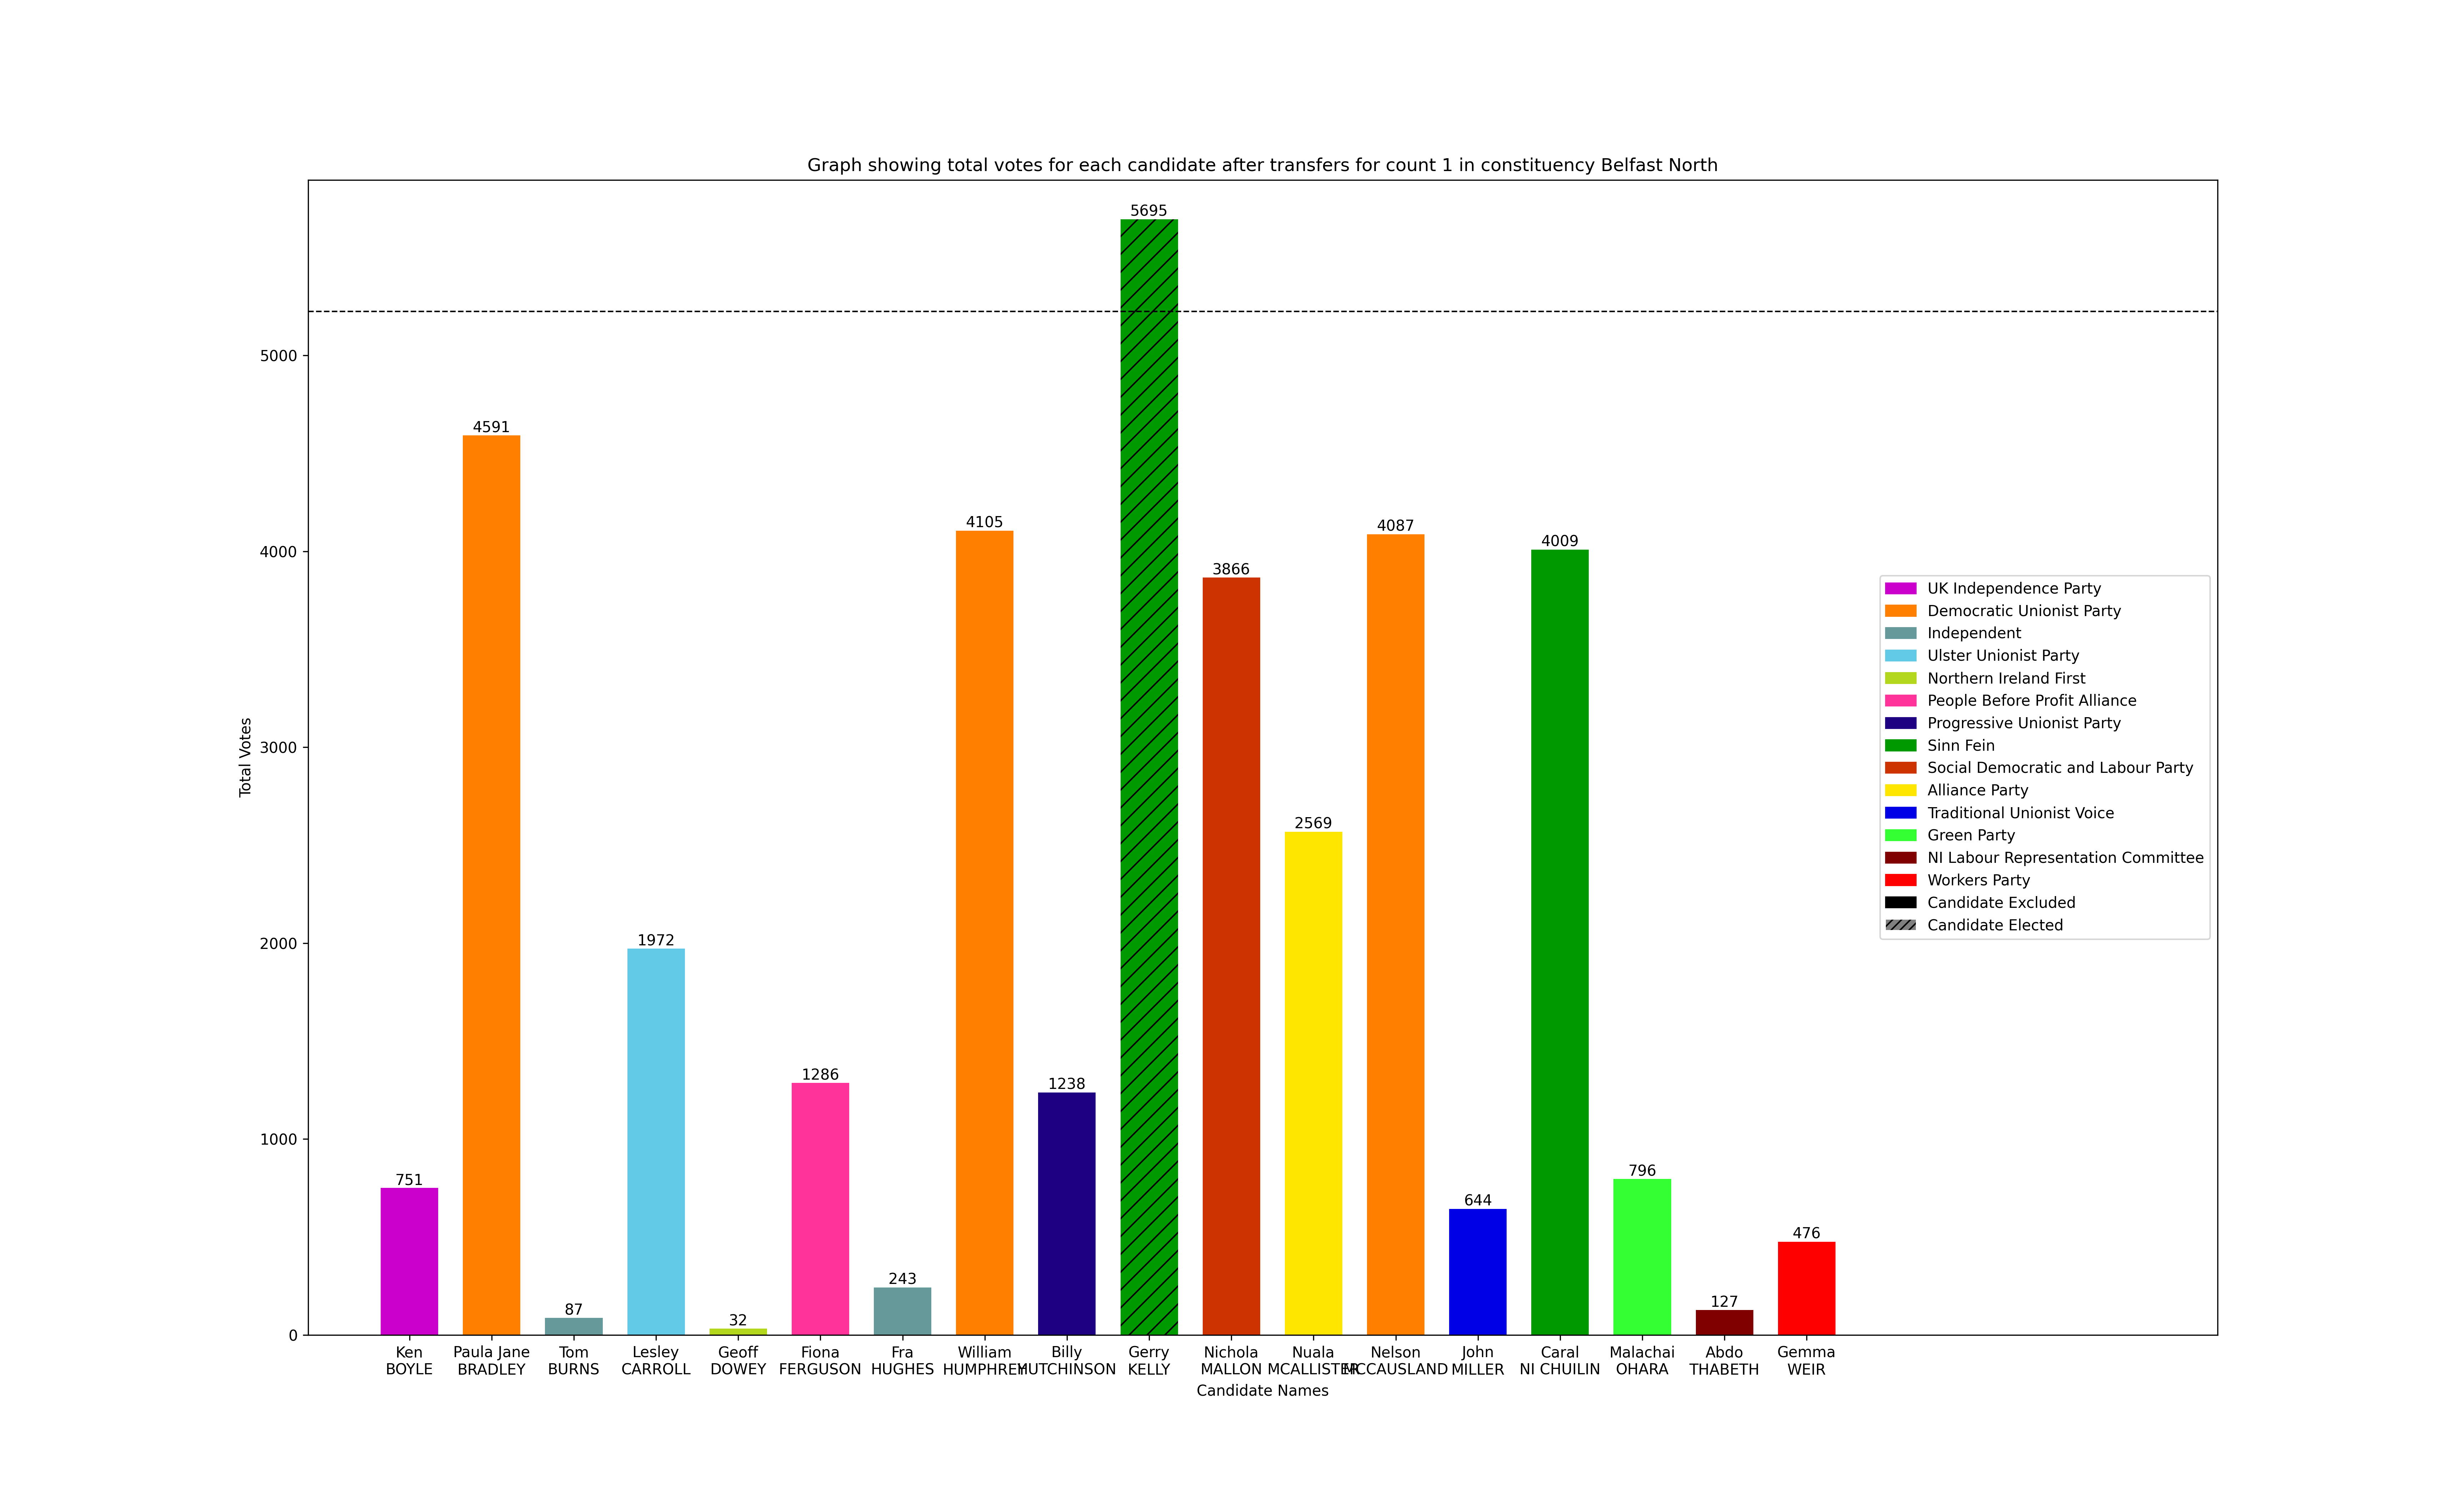 Graph showing total votes for each candidate after transfers for count 1 in constituency Belfast North
5695
5000
4591
4105
4087
4009
4000
3866
UK Independence Party
Democratic Unionist Party
Independent
Ulster Unionist Party
Northern Ireland First
People Before Profit Alliance
Progressive Unionist Party
Sinn Fein
Social Democratic and Labour Party
Alliance Party
Traditional Unionist Voice
Green Party
NI Labour Representation Committee
Workers Party
Candidate Excluded
Candidate Elected
Total Votes
3000
2569
2000
1972
1286
1238
1000
751
796
644
476
243
127
87
32
0
Ken
BOYLE
Paula Jane
BRADLEY
Tom
BURNS
Lesley
CARROLL
Geoff
DOWEY
Fiona
FERGUSON
Fra
HUGHES
William
HUMPHREY
Billy
HUTCHINSON
Gerry
KELLY
Nichola
MALLON
Nuala
MCALLISTER
Nelson
MCCAUSLAND
John
MILLER
Caral
NI CHUILIN
Malachai
OHARA
Abdo
THABETH
Gemma
WEIR
Candidate Names